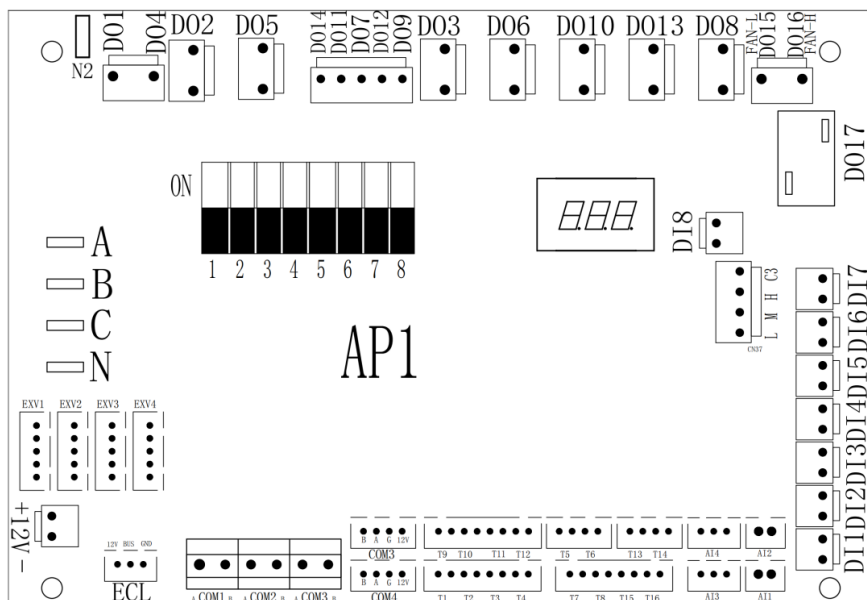 N2
DO1
DO4
DO2
DO5
DO14
DO11
DO7
DO12
DO9
DO3
DO6
DO10
DO13
DO8
FAN-L
DO15
DO16
FAN-H
DO17
ON
1 2 3 4 5 6 7 8
888
DI8
A
B
C
N
AP1
L M H C3
CN37
DI7
DI6
DI5
DI4
DI3
DI2
DI1
EXV1 EXV2 EXV3 EXV4
+12V-
12V BUS GND
ECL
A COM1 B A COM2 B A COM3 B
B A G 12V
COM3
T9 T10 T11 T12
T5 T6
T13 T14
AI4
AI2
B A G 12V
COM4
T1 T2 T3 T4
T7 T8 T15 T16
AI3
AI1